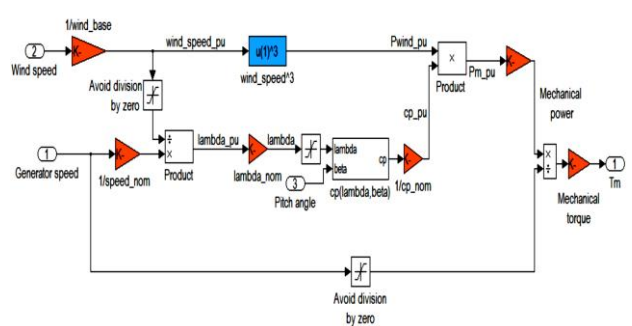 1/wind_base
2
K-
Wind speed
wind_speed_pu
u(1)^3
wind_speed^3
Pwind_pu
×
Product
Pm_pu
K-
Mechanical
power
Avoid division
by zero
cp_pu
1
Generator speed
K-
1/speed_nom
÷
×
Product
lambda_pu
K-
lambda_nom
lambda
3
Pitch angle
lambda
beta
cp
cp(lambda,beta)
K-
1/cp_nom
×
÷
K-
Mechanical
torque
1
Tm
Avoid division
by zero